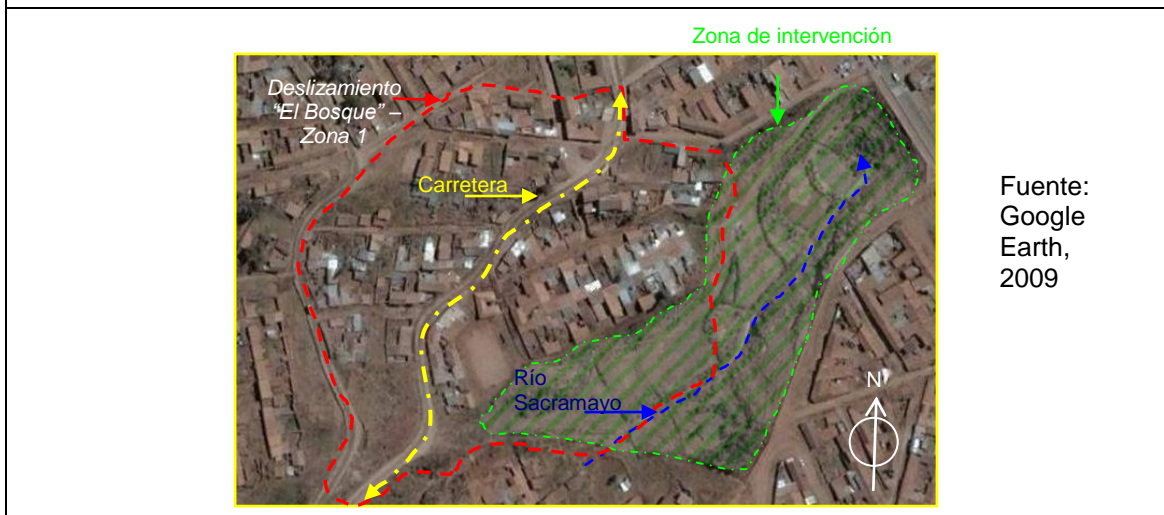 Zona de intervención
Deslizamiento
“El Bosque” –
Zona 1
Carretera
Río
Sacramayo
N
Fuente:
Google
Earth,
2009